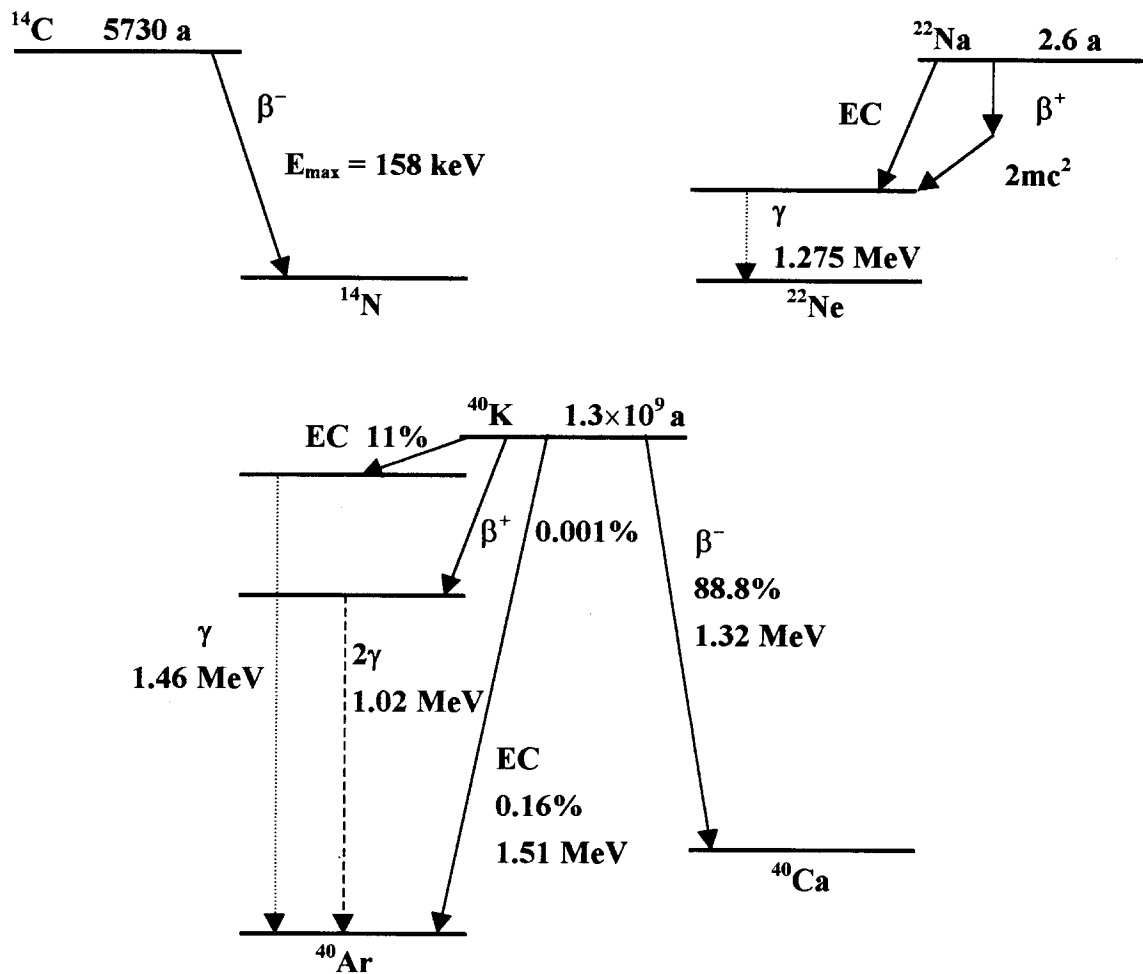 ¹⁴C 5730 a
β⁻
Eₘₐₓ = 158 keV
¹⁴N
²²Na 2.6 a
EC
β⁺
2mc²
γ
1.275 MeV
²²Ne
⁴⁰K 1.3×10⁹ a
EC 11%
β⁺ 0.001%
β⁻
88.8%
1.32 MeV
γ
1.46 MeV
2γ
1.02 MeV
EC
0.16%
1.51 MeV
⁴⁰Ca
⁴⁰Ar